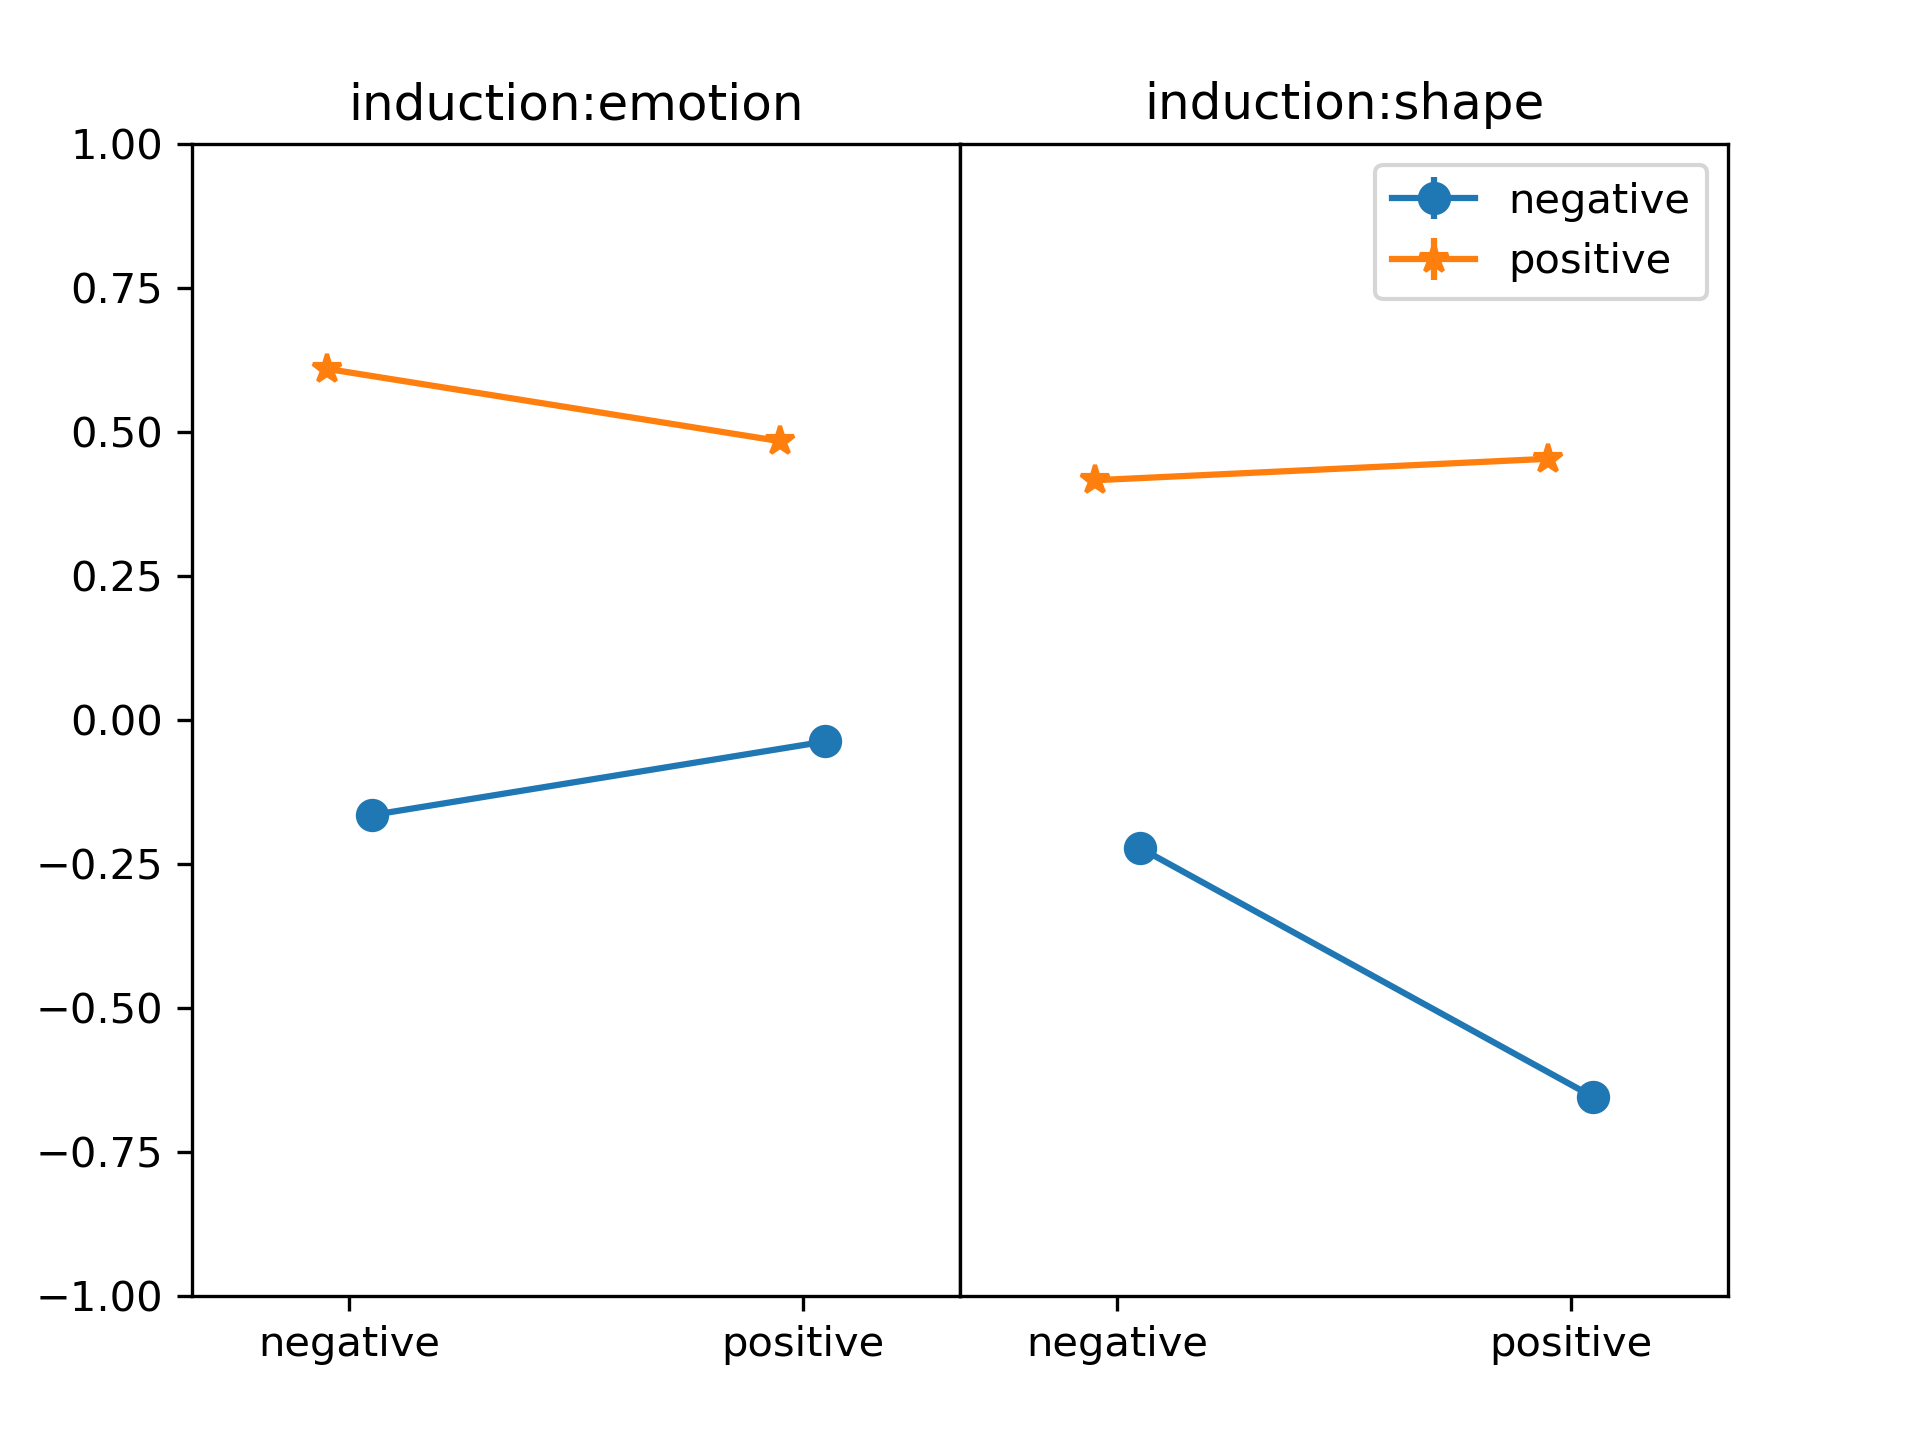 induction:emotion
induction:shape
1.00
0.75
0.50
0.25
0.00
−0.25
−0.50
−0.75
−1.00
negative
positive
negative
positive
negative
positive